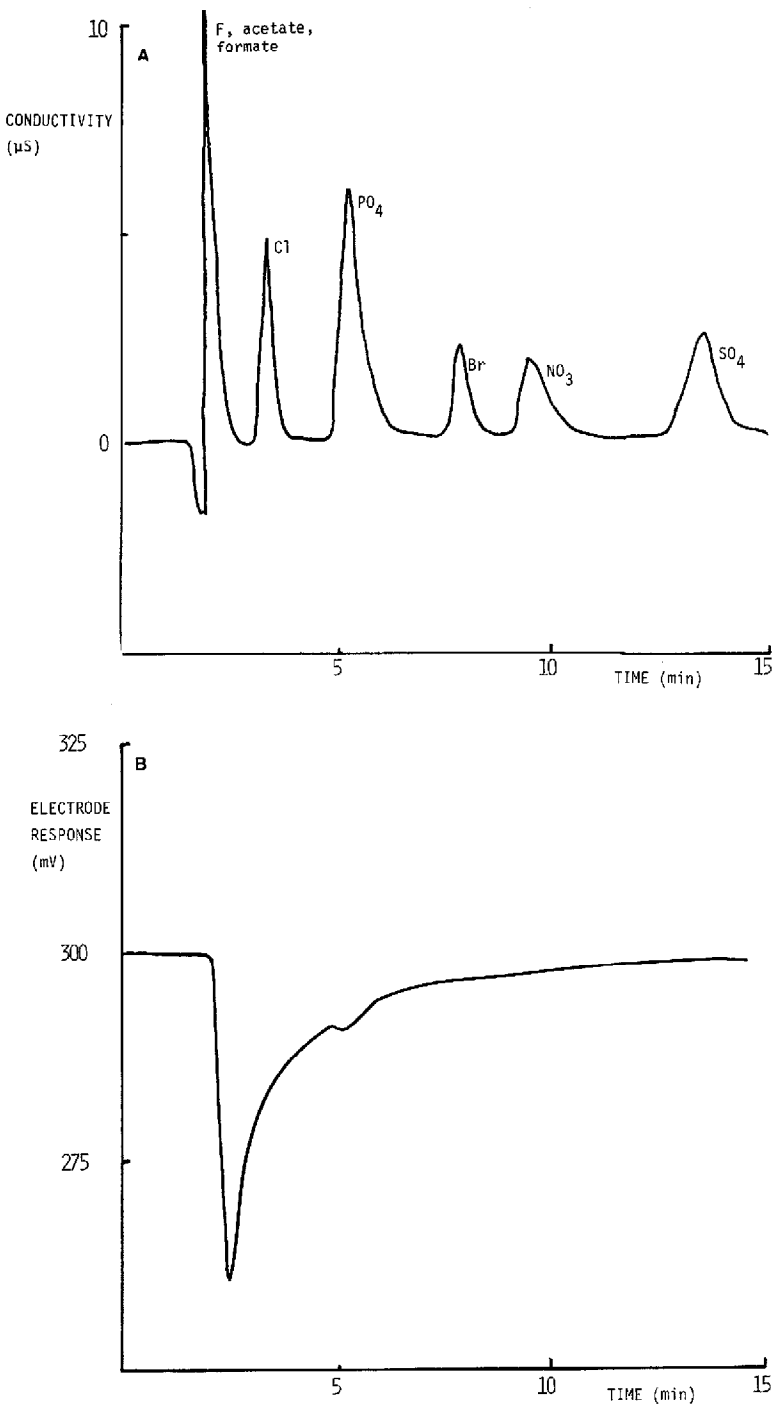 10
A
F, acetate,
formate
CONDUCTIVITY
(µS)
Cl
PO4
Br
NO3
SO4
0
5
10
15
TIME (min)
325
B
ELECTRODE
RESPONSE
(mV)
300
275
5
10
15
TIME (min)